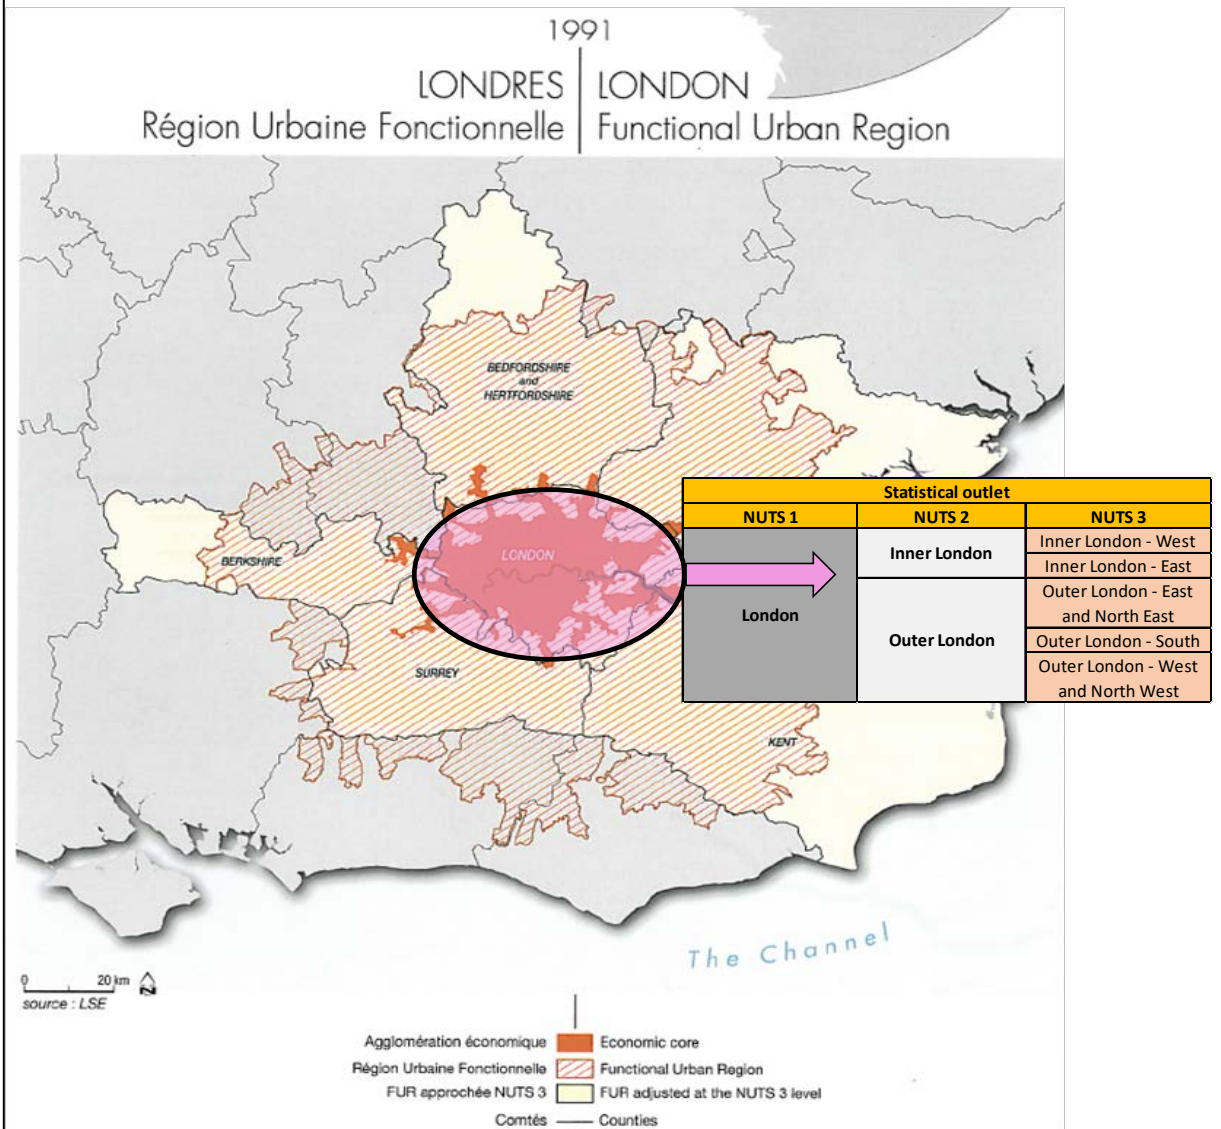 1991
LONDRES
Région Urbaine Fonctionnelle
LONDON
Functional Urban Region
BEDFORDSHIRE
and
HERTFORDSHIRE
BERKSHIRE
LONDON
SURREY
KENT
Statistical outlet
NUTS 1 NUTS 2 NUTS 3
London
Inner London
Inner London - West
Inner London - East
Outer London
Outer London - East
and North East
Outer London - South
Outer London - West
and North West
The Channel
0 20 km
N
source : LSE
Agglomération économique Economic core
Région Urbaine Fonctionnelle Functional Urban Region
FUR approchée NUTS 3 FUR adjusted at the NUTS 3 level
Comtés Counties